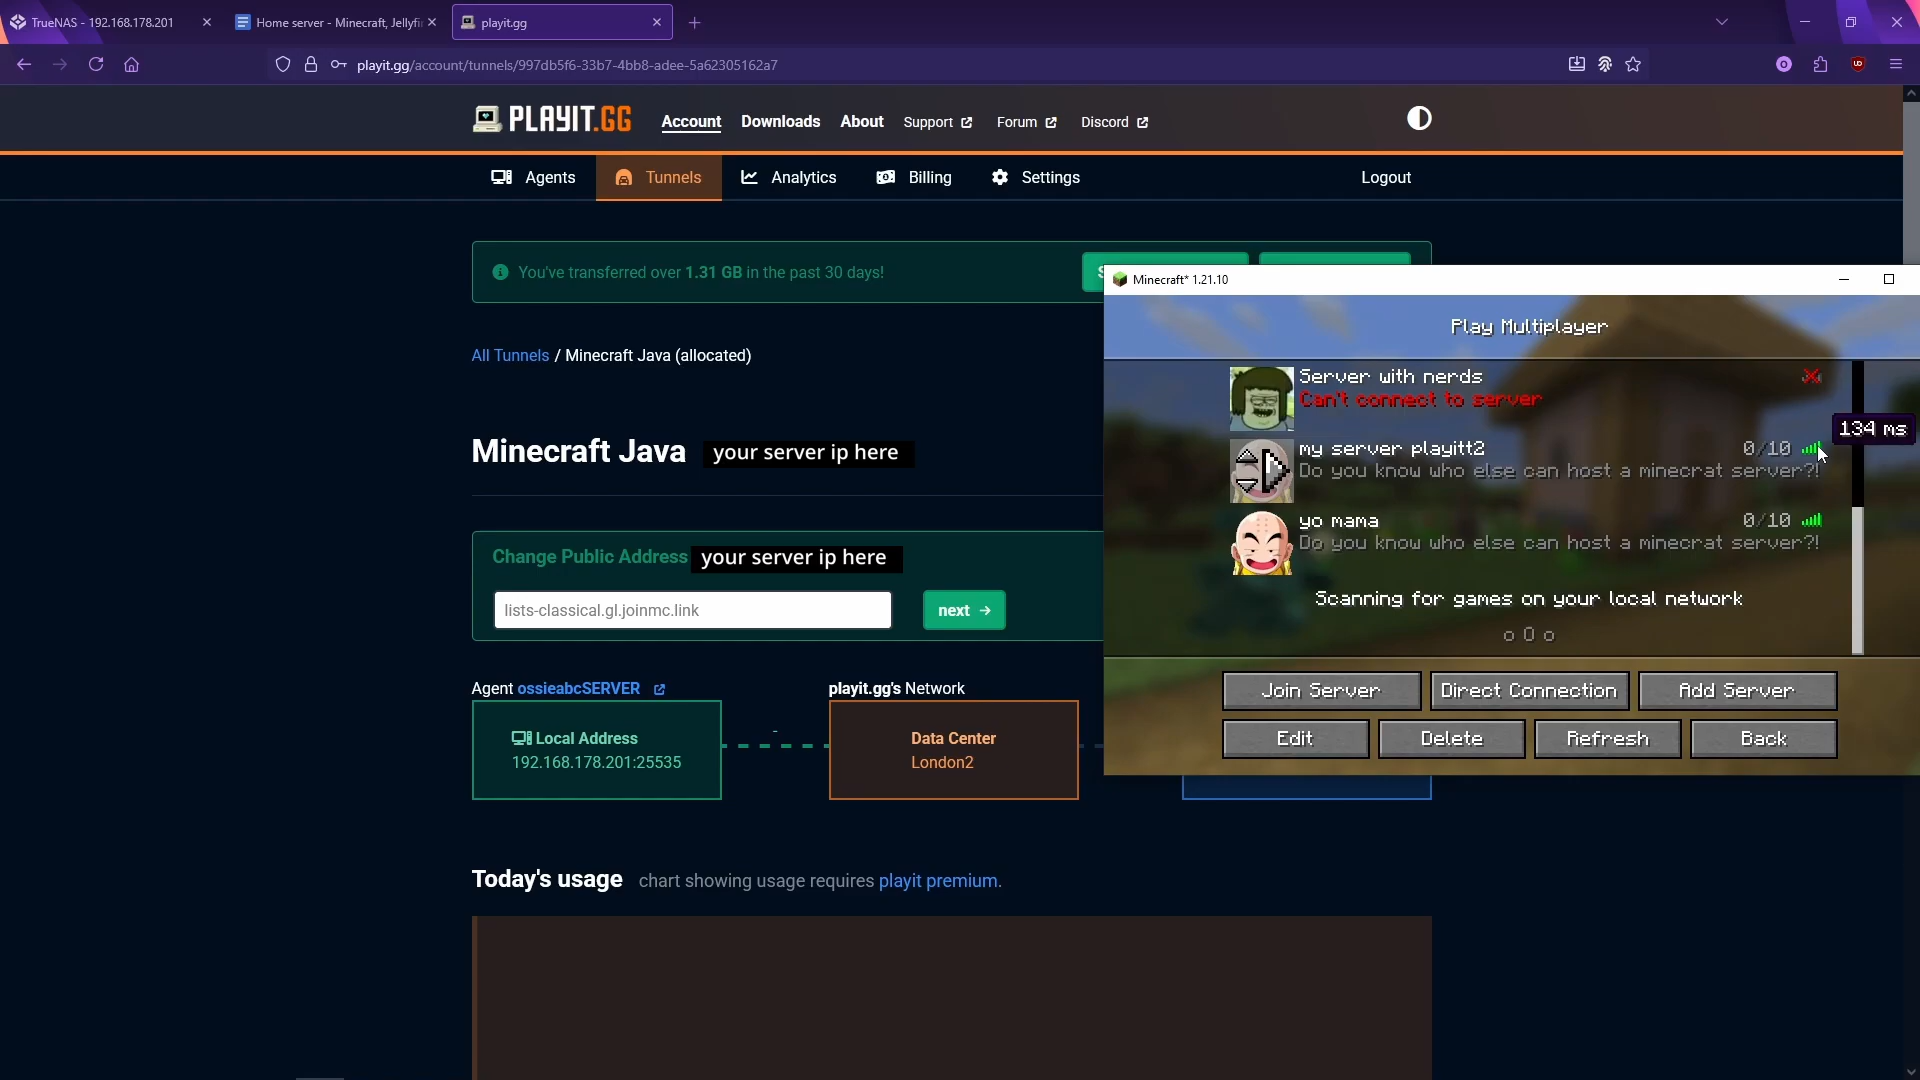 TrueNAS - 192.168.178.201
Home server - Minecraft, Jellyfi
playit.gg
playit.gg/account/tunnels/997db5f6-33b7-4bb8-adee-5a62305162a7
PLAYIT.GG
Account
Downloads
About
Support
Forum
Discord
Agents
Tunnels
Analytics
Billing
Settings
Logout
You've transferred over 1.31 GB in the past 30 days!
S
All Tunnels / Minecraft Java (allocated)
Minecraft Java
your server ip here
Change Public Address
your server ip here
lists-classical.gl.joinmc.link
next →
Agent ossieabcSERVER
Local Address
192.168.178.201:25535
playit.gg's Network
Data Center
London2
Today's usage
chart showing usage requires playit premium.
Minecraft* 1.21.10
Play Multiplayer
Server with nerds
Can't connect to server
134 ms
my server playitt2
0/10
Do you know who else can host a minecrat server?!
yo mama
0/10
Do you know who else can host a minecrat server?!
Scanning for games on your local network
o O o
Join Server
Direct Connection
Add Server
Edit
Delete
Refresh
Back